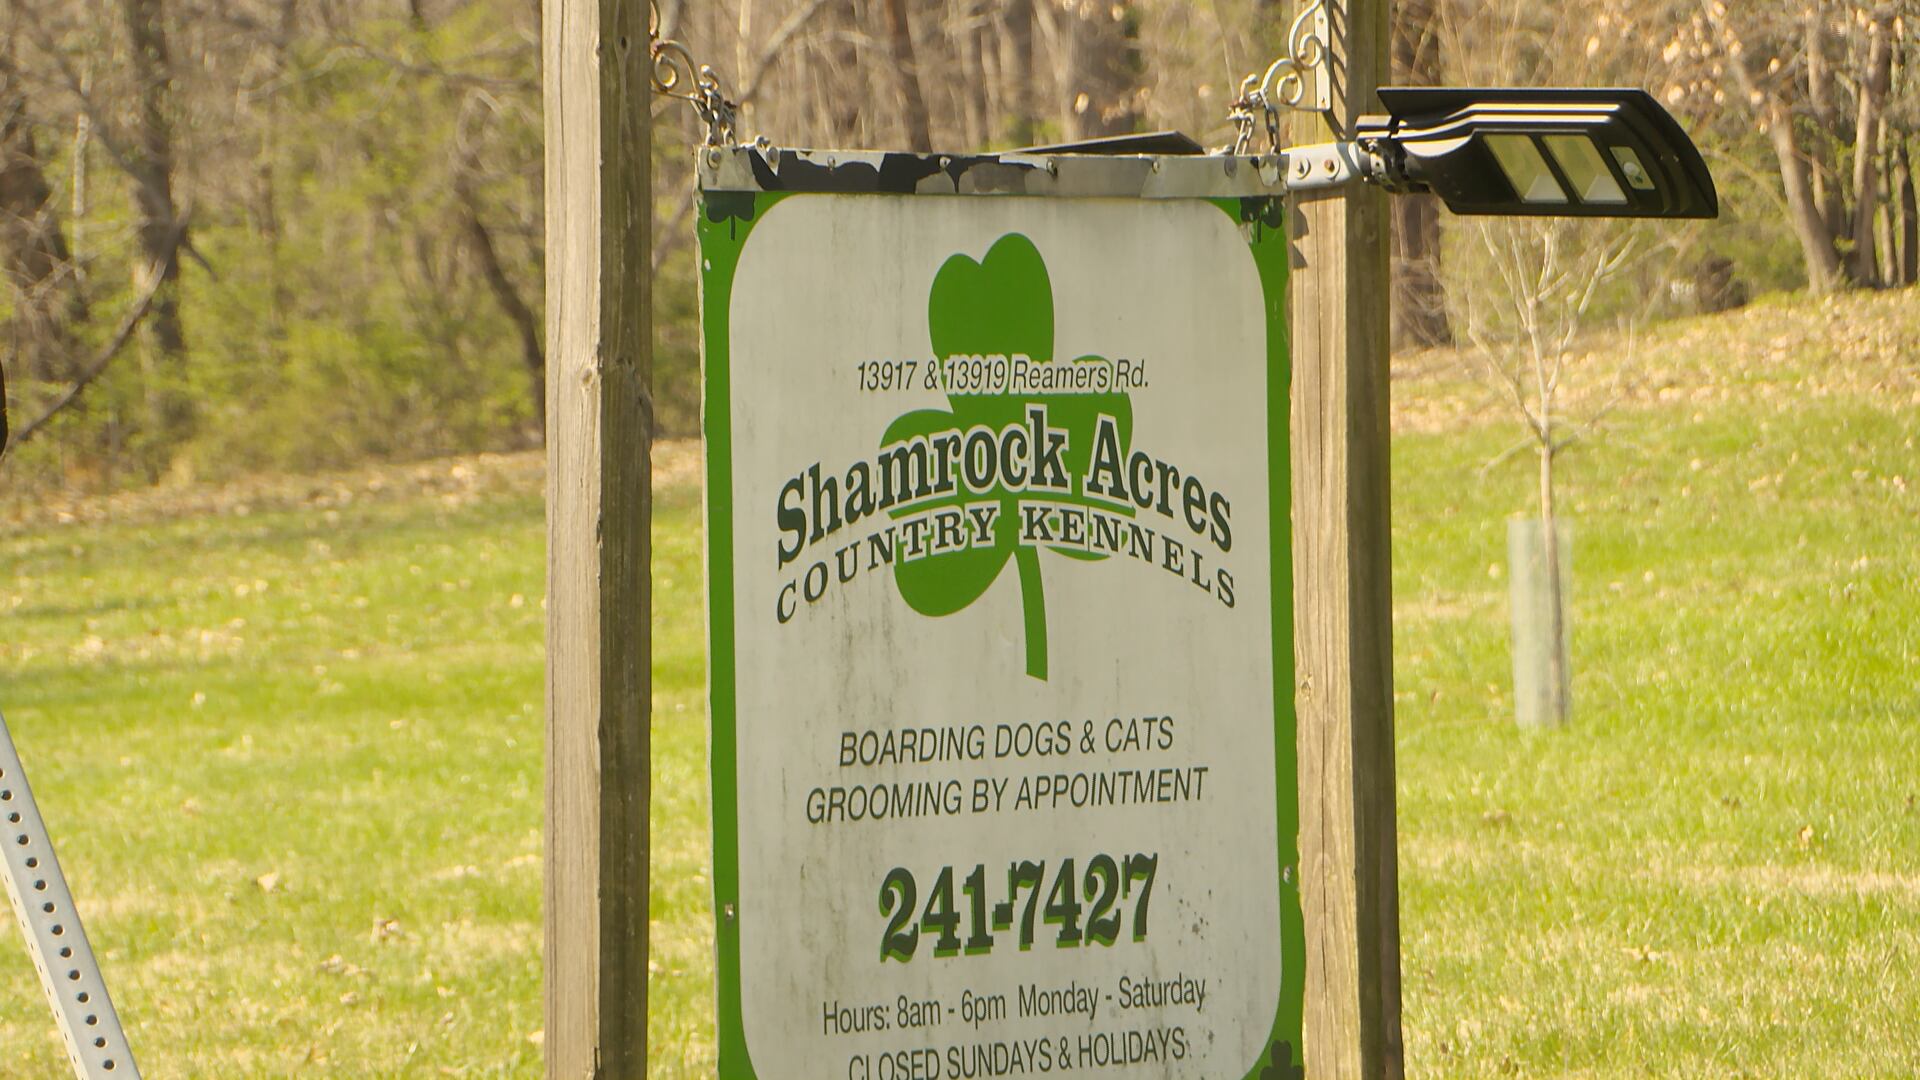 13917 & 13919 Reamers Rd.
Shamrock Acres
COUNTRY KENNELS
BOARDING DOGS & CATS
GROOMING BY APPOINTMENT
241-7427
Hours: 8am - 6pm Monday - Saturday
CLOSED SUNDAYS & HOLIDAYS